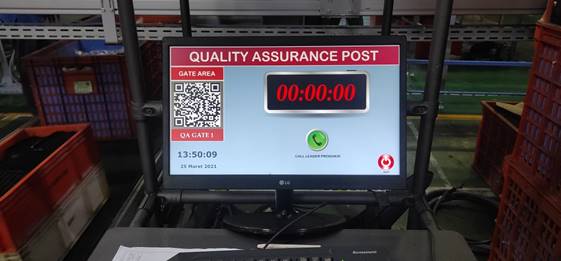 QUALITY ASSURANCE POST
GATE AREA
QA GATE 1
00:00:00
CALL LEADER PRODUKSI
13:50:09
25 Maret 2021
LG